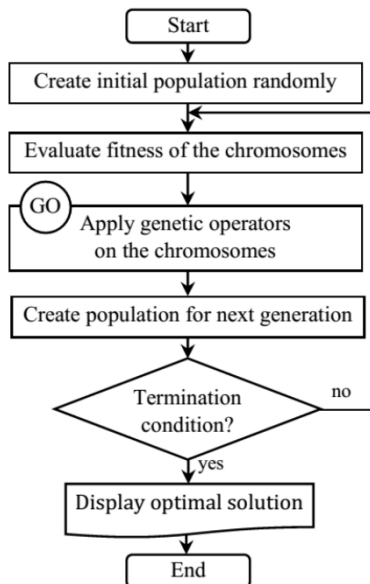 Start
Create initial population randomly
Evaluate fitness of the chromosomes
GO
Apply genetic operators
on the chromosomes
Create population for next generation
Termination
condition?
no
yes
Display optimal solution
End